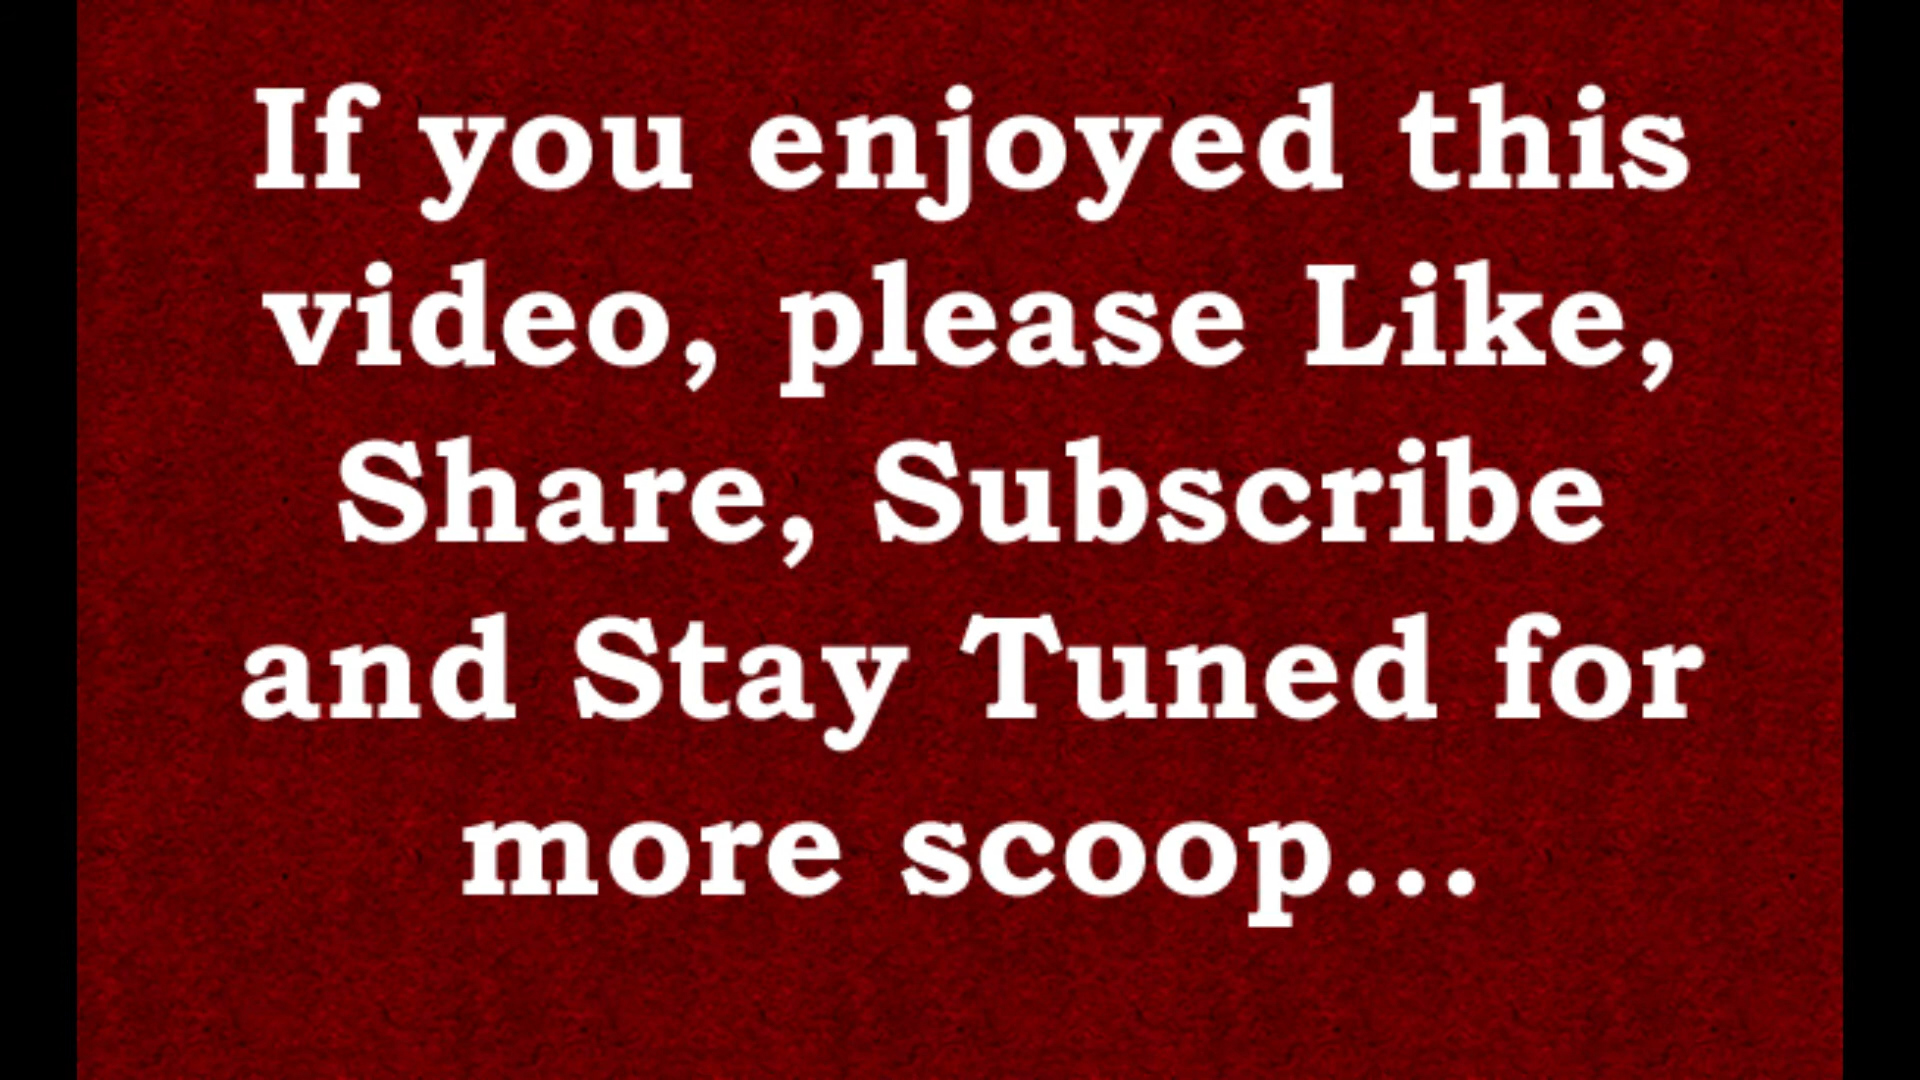 If you enjoyed this
video, please Like,
Share, Subscribe
and Stay Tuned for
more scoop...